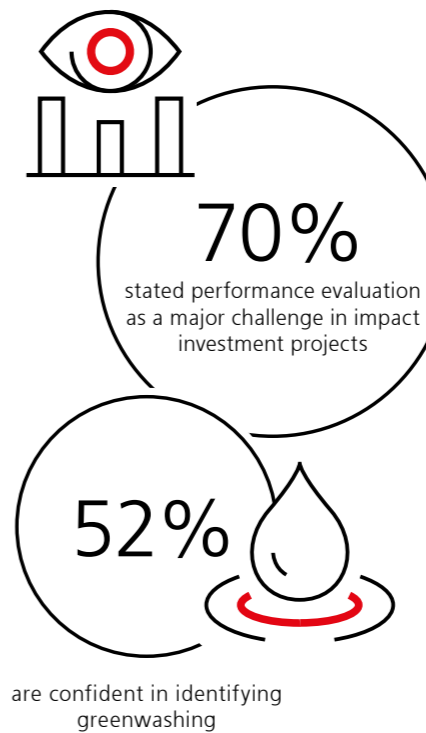 70%
stated performance evaluation
as a major challenge in impact
investment projects
52%
are confident in identifying
greenwashing